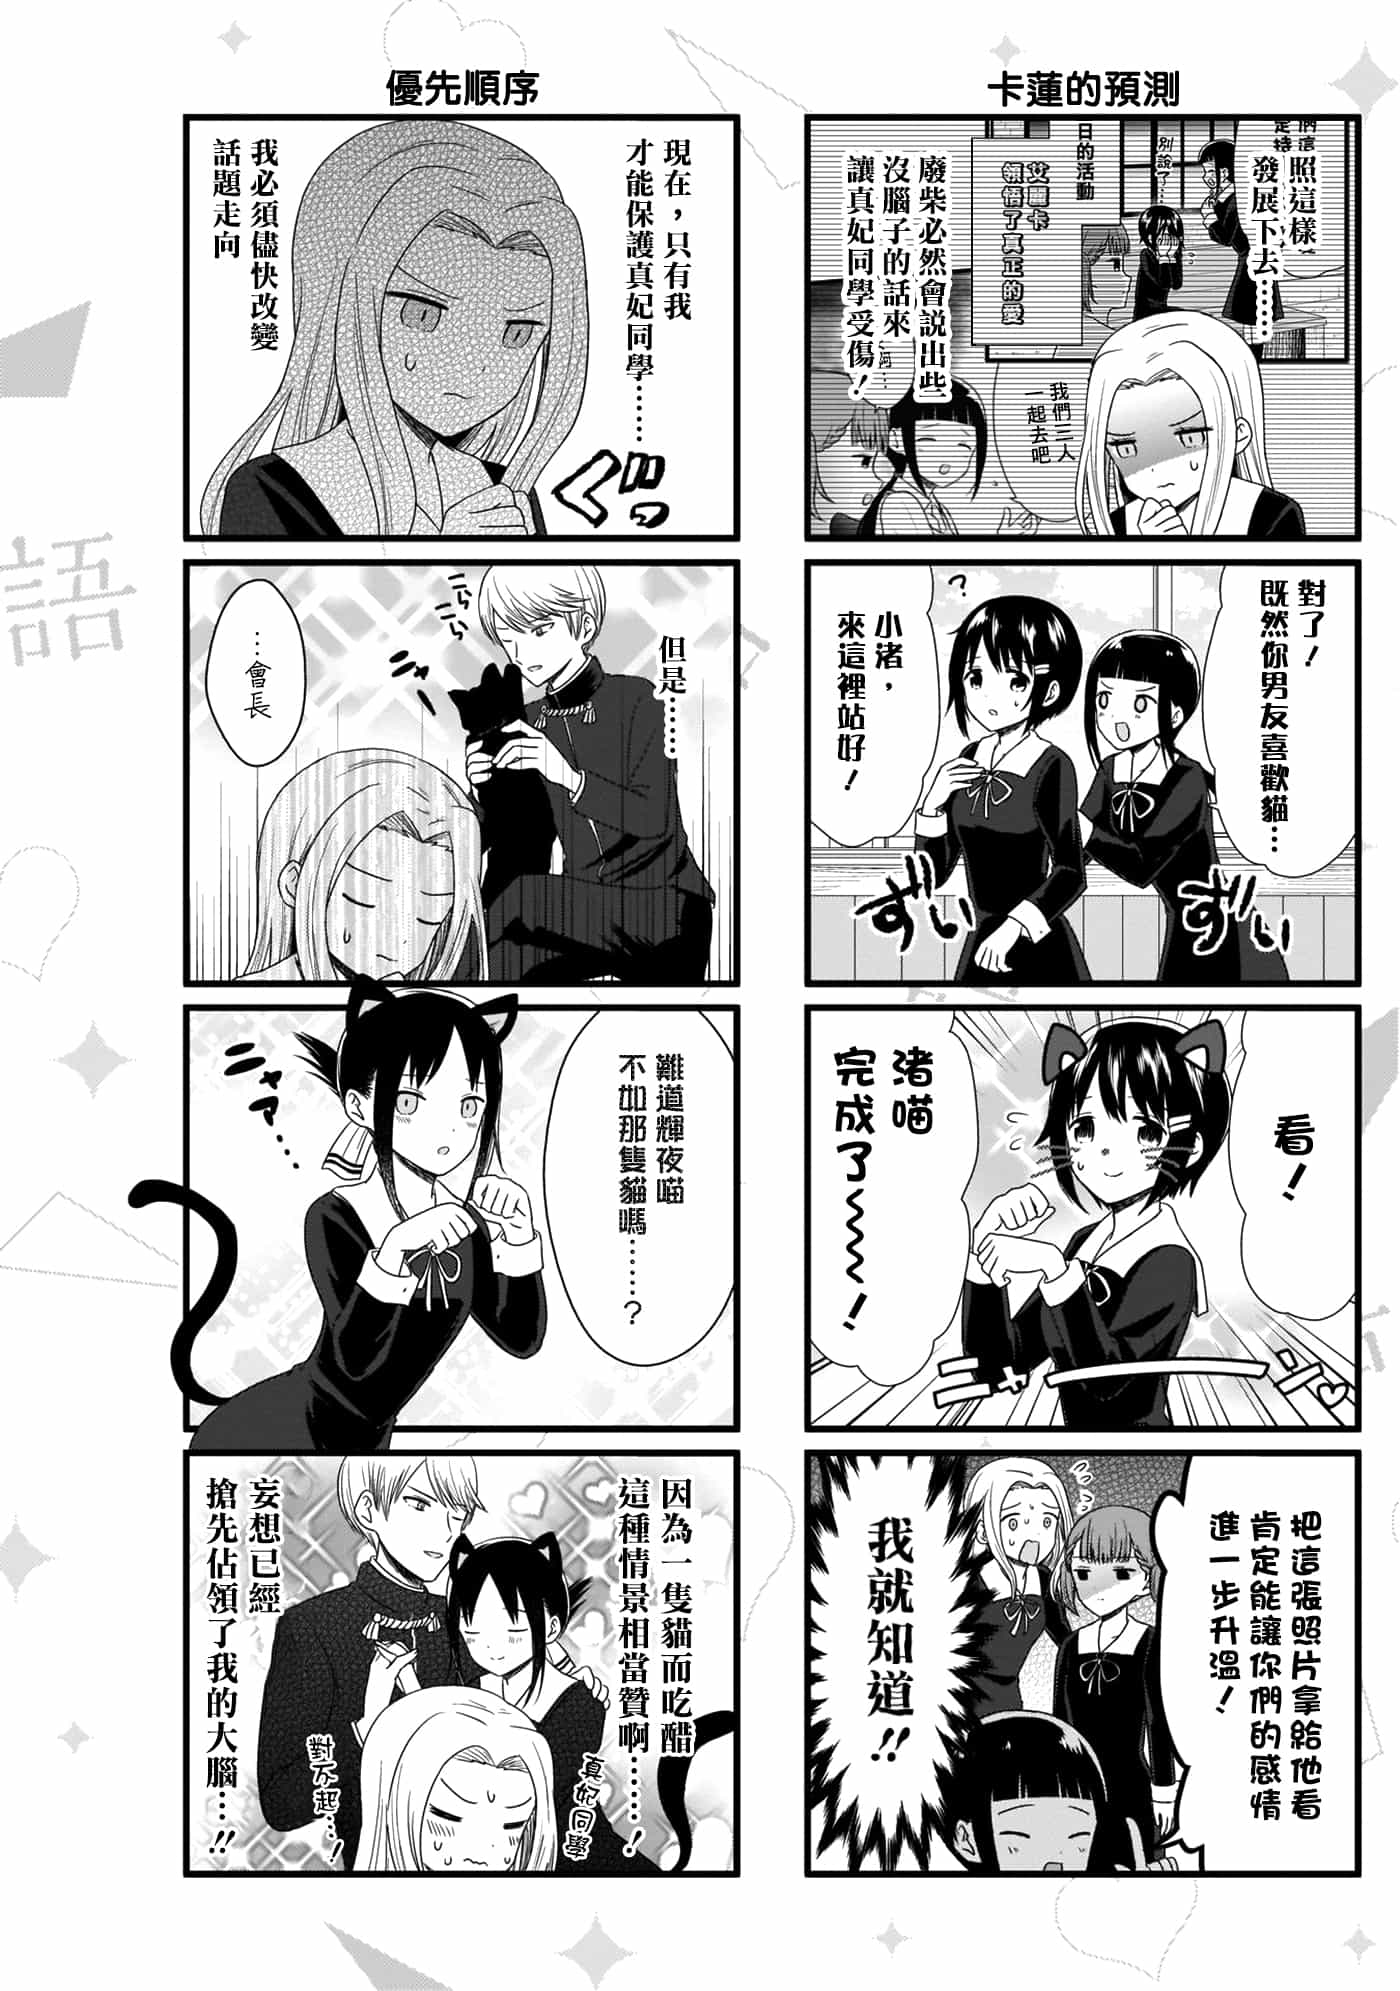 卡蓮的預測
照這樣
發展下去……
廢柴必然會説出些
沒腦子的話來
讓真妃同學受傷！
別說了…
日的活動
艾麗卡
領悟了真正的愛
我們三人
一起去吧
對了！
既然你男友喜歡貓…
小渚，
來這裡站好！
?
ずいっ
ずいっ
看！
渚喵
完成了～～～～！
ニャーン♡
把這張照片拿給他看
肯定能讓你們的感情
進一步升溫！
我就知道!!
優先順序
現在，只有我
才能保護真妃同學……
我必須儘快改變
話題走向
ぐっ
但是……
にゃ…
…會長
難道輝夜喵
不如那隻貓嗎……？
ニャア…
因為一隻貓而吃醋
這種情景相當贊啊……！
妄想已經
搶先佔領了我的大腦…!!
真妃同學
對不起…！
語